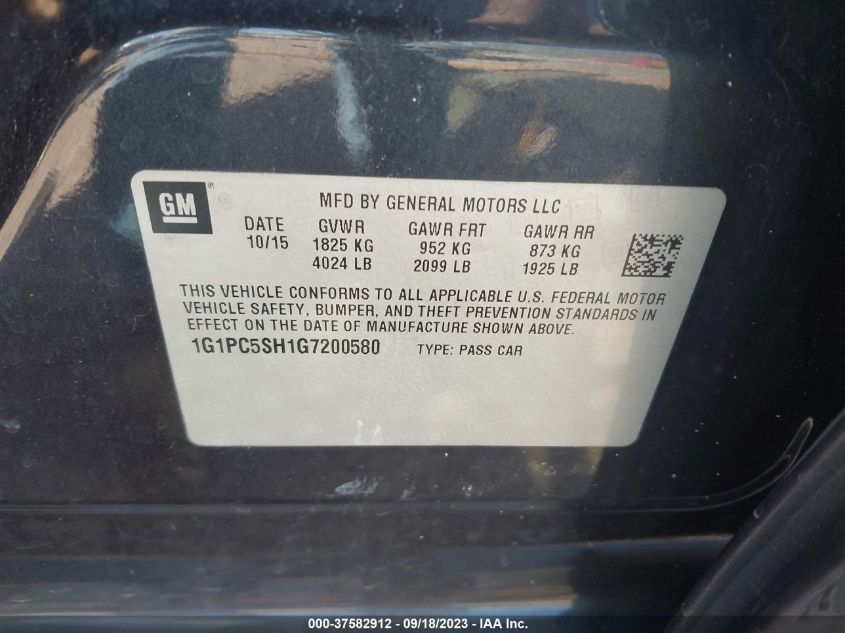 GM
MFD BY GENERAL MOTORS LLC
DATE GVWR GAWR FRT GAWR RR
10/15 1825 KG 952 KG 873 KG
4024 LB 2099 LB 1925 LB
THIS VEHICLE CONFORMS TO ALL APPLICABLE U.S. FEDERAL MOTOR
VEHICLE SAFETY, BUMPER, AND THEFT PREVENTION STANDARDS IN
EFFECT ON THE DATE OF MANUFACTURE SHOWN ABOVE.
1G1PC5SH1G7200580 TYPE: PASS CAR
000-37582912 - 09/18/2023 - IAA Inc.